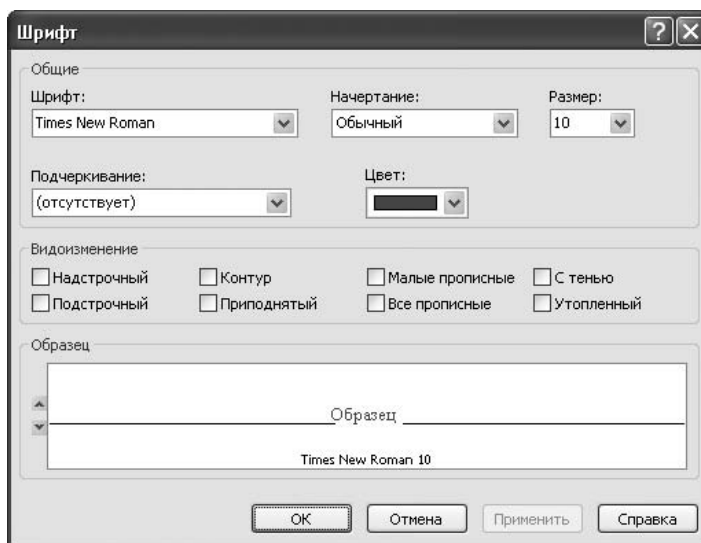 Шрифт
Общие
Шрифт: Начертание: Размер:
Times New Roman Обычный 10
Подчеркивание: Цвет:
(отсутствует)
Видоизменение
Надстрочный Контур Малые прописные С тенью
Подстрочный Приподнятый Все прописные Утопленный
Образец
Образец
Times New Roman 10
ОК Отмена Применить Справка